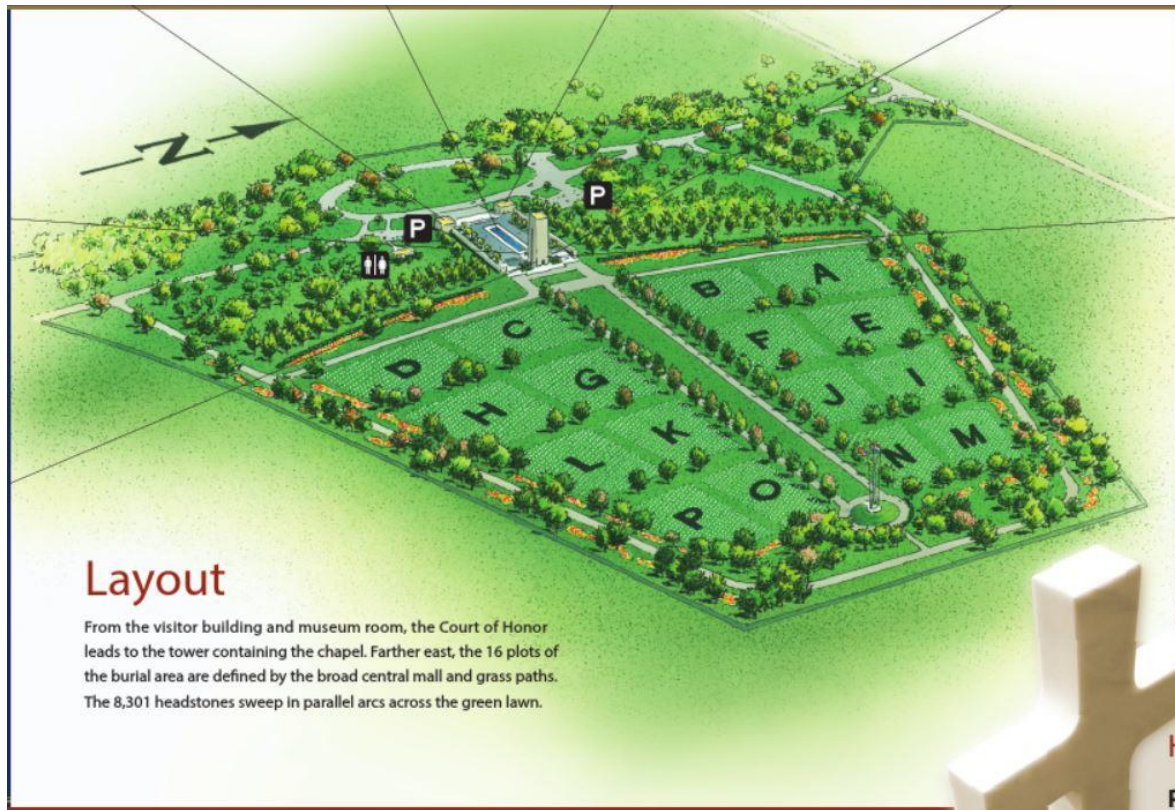 N
P
P
A
B
E
C
F
D
G
I
J
H
K
M
N
L
O
P
Layout
From the visitor building and museum room, the Court of Honor
leads to the tower containing the chapel. Farther east, the 16 plots of
the burial area are defined by the broad central mall and grass paths.
The 8,301 headstones sweep in parallel arcs across the green lawn.